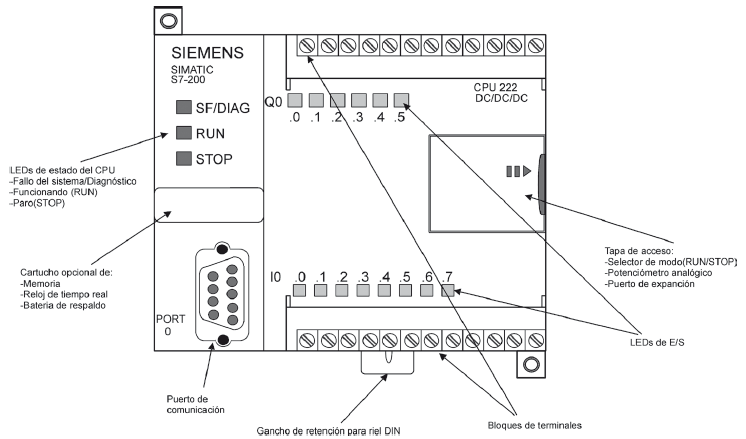 SIEMENS
SIMATIC
S7-200
CPU 222
DC/DC/DC
SF/DIAG
RUN
STOP
Q0
.0 .1 .2 .3 .4 .5
LEDs de estado del CPU
-Fallo del sistema/Diagnóstico
-Funcionando (RUN)
-Paro(STOP)
Cartucho opcional de:
-Memoria
-Reloj de tiempo real
-Bateria de respaldo
Tapa de acceso:
-Selector de modo(RUN/STOP)
-Potenciómetro analógico
-Puerto de expanción
I0 .0 .1 .2 .3 .4 .5 .6 .7
PORT
0
LEDs de E/S
Puerto de
comunicación
Gancho de retención para riel DIN
Bloques de terminales